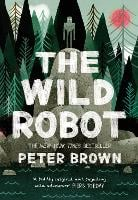 THE
WILD
ROBOT
THE NEW YORK TIMES BESTSELLER
PETER BROWN